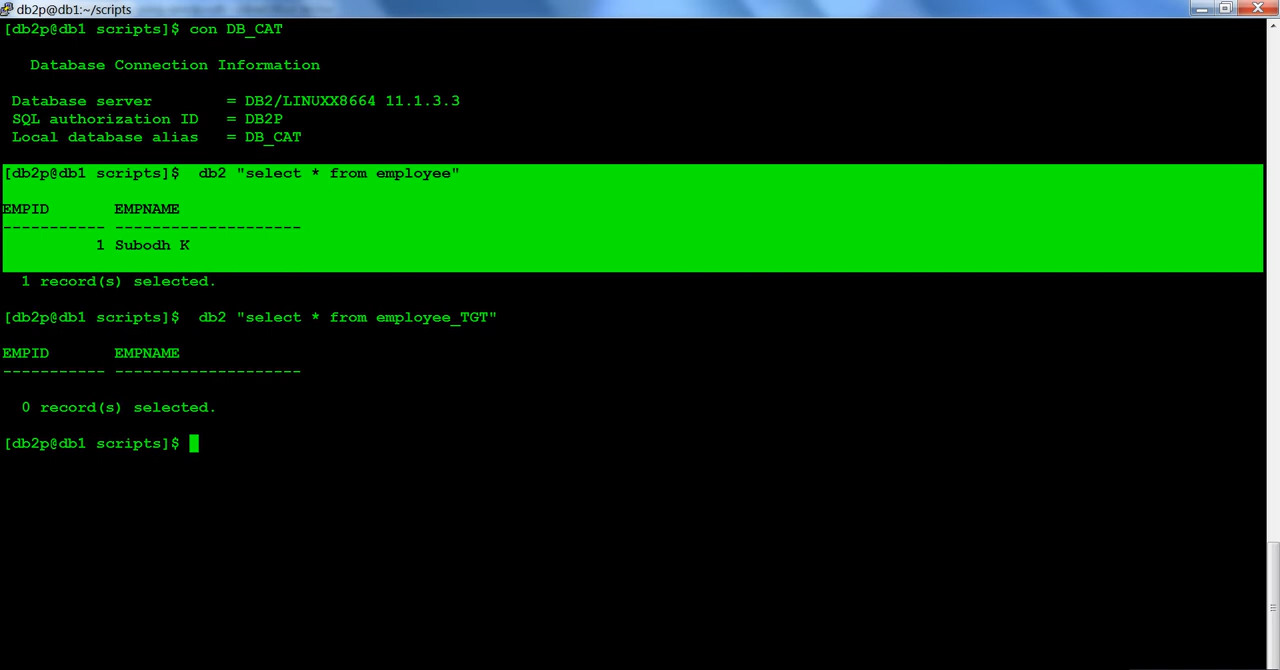 db2p@db1:~/scripts
[db2p@db1 scripts]$ con DB_CAT
Database Connection Information
Database server = DB2/LINUXX8664 11.1.3.3
SQL authorization ID = DB2P
Local database alias = DB_CAT
[db2p@db1 scripts]$ db2 "select * from employee"
EMPID EMPNAME
----------- --------------------
1 Subodh K
1 record(s) selected.
[db2p@db1 scripts]$ db2 "select * from employee_TGT"
EMPID EMPNAME
----------- --------------------
0 record(s) selected.
[db2p@db1 scripts]$